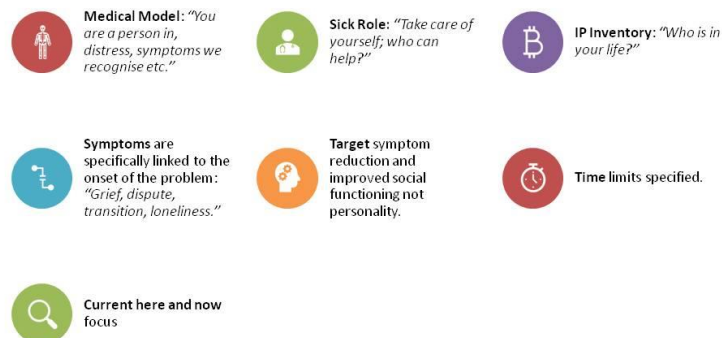 Medical Model: “You
are a person in,
distress, symptoms we
recognise etc.”
Sick Role: “Take care of
yourself; who can
help?”
IP Inventory: “Who is in
your life?”
Symptoms are
specifically linked to the
onset of the problem:
“Grief, dispute,
transition, loneliness.”
Target symptom
reduction and
improved social
functioning not
personality.
Time limits specified.
Current here and now
focus